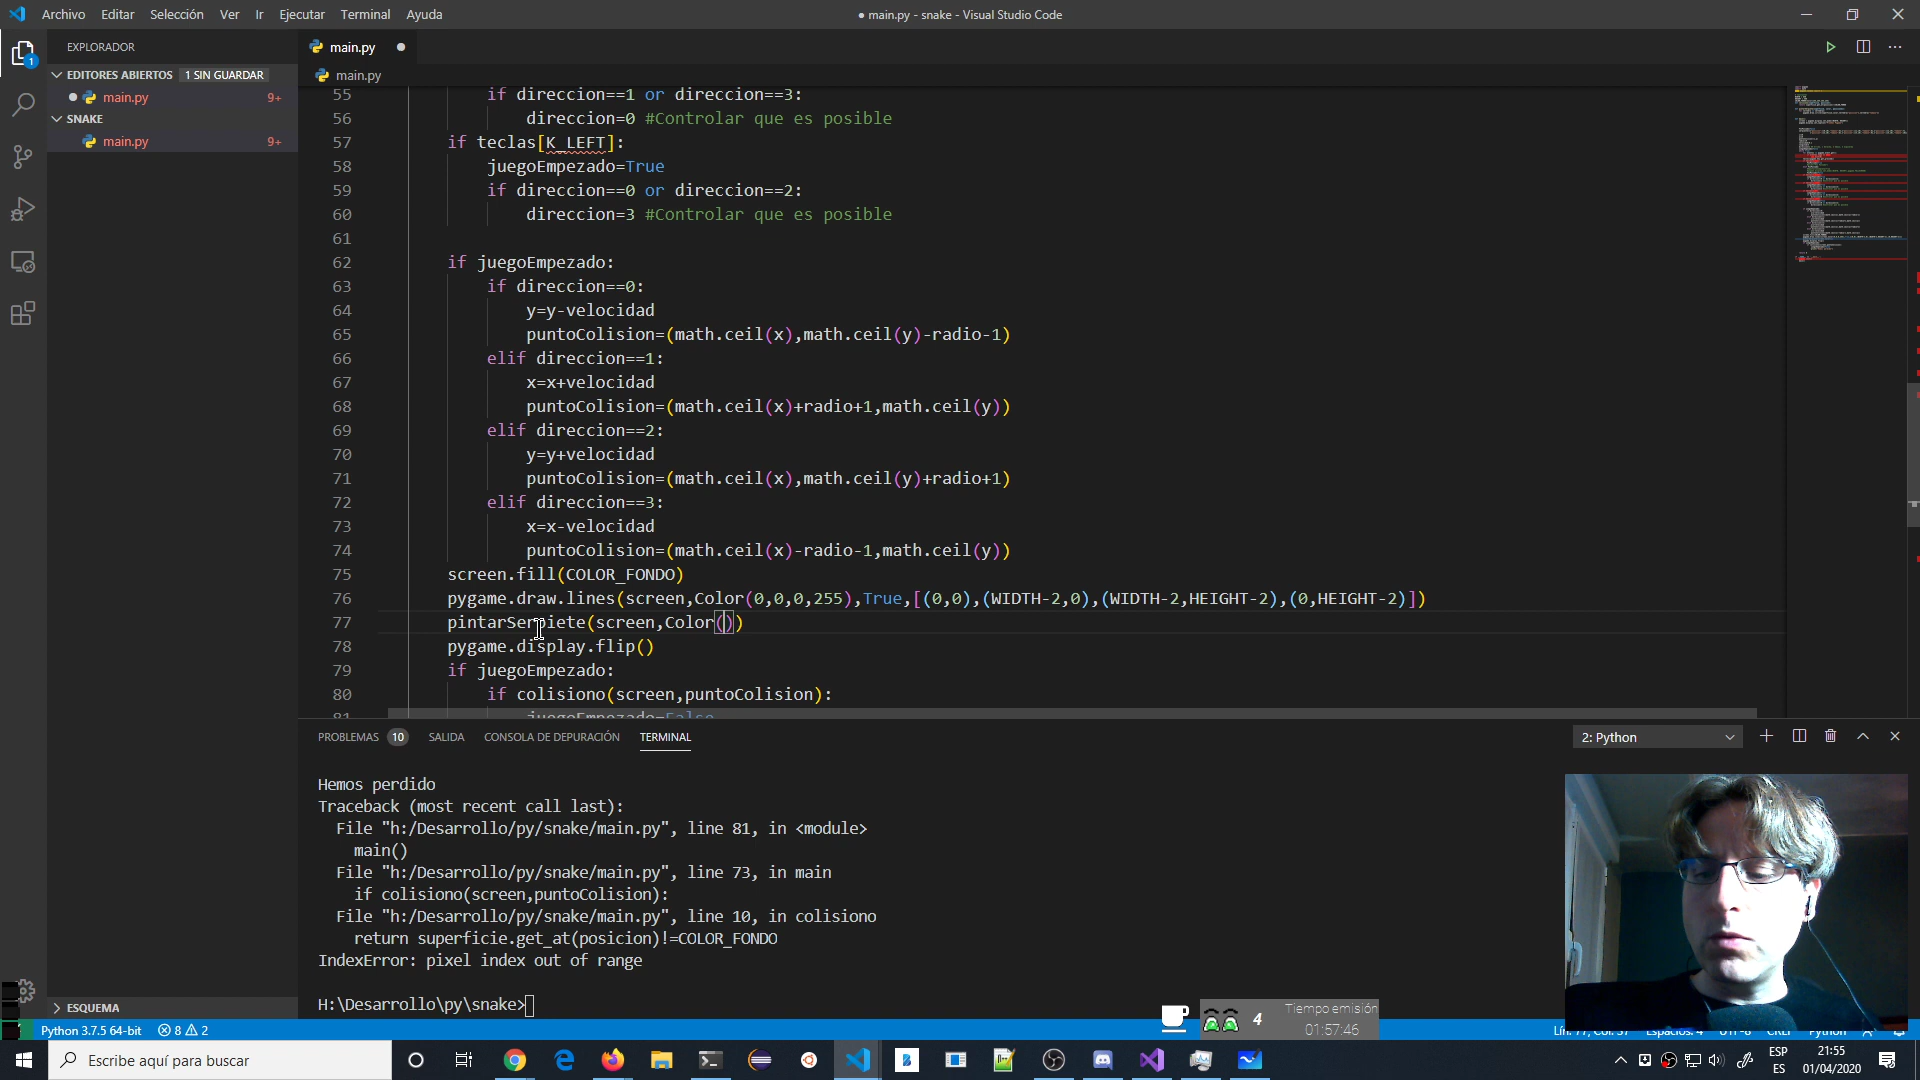 Archivo Editar Selección Ver Ir Ejecutar Terminal Ayuda
● main.py - snake - Visual Studio Code
EXPLORADOR
EDITORES ABIERTOS 1 SIN GUARDAR
main.py 9+
SNAKE
main.py 9+
ESQUEMA
1
main.py
main.py
55 if direccion==1 or direccion==3:
56 direccion=0 #Controlar que es posible
57 if teclas[K_LEFT]:
58 juegoEmpezado=True
59 if direccion==0 or direccion==2:
60 direccion=3 #Controlar que es posible
61
62 if juegoEmpezado:
63 if direccion==0:
64 y=y-velocidad
65 puntoColision=(math.ceil(x),math.ceil(y)-radio-1)
66 elif direccion==1:
67 x=x+velocidad
68 puntoColision=(math.ceil(x)+radio+1,math.ceil(y))
69 elif direccion==2:
70 y=y+velocidad
71 puntoColision=(math.ceil(x),math.ceil(y)+radio+1)
72 elif direccion==3:
73 x=x-velocidad
74 puntoColision=(math.ceil(x)-radio-1,math.ceil(y))
75 screen.fill(COLOR_FONDO)
76 pygame.draw.lines(screen,Color(0,0,0,255),True,[(0,0),(WIDTH-2,0),(WIDTH-2,HEIGHT-2),(0,HEIGHT-2)])
77 pintarSerpiete(screen,Color())
78 pygame.display.flip()
79 if juegoEmpezado:
80 if colisiono(screen,puntoColision):
81 juegoEmpezado=False
PROBLEMAS 10 SALIDA CONSOLA DE DEPURACIÓN TERMINAL
2: Python
Hemos perdido
Traceback (most recent call last):
File "h:/Desarrollo/py/snake/main.py", line 81, in <module>
main()
File "h:/Desarrollo/py/snake/main.py", line 73, in main
if colisiono(screen,puntoColision):
File "h:/Desarrollo/py/snake/main.py", line 10, in colisiono
return superficie.get_at(posicion)!=COLOR_FONDO
IndexError: pixel index out of range
H:\Desarrollo\py\snake>
4
Tiempo emisión
01:57:46
Python 3.7.5 64-bit 8 2
Escribe aquí para buscar
ESP
ES
21:55
01/04/2020